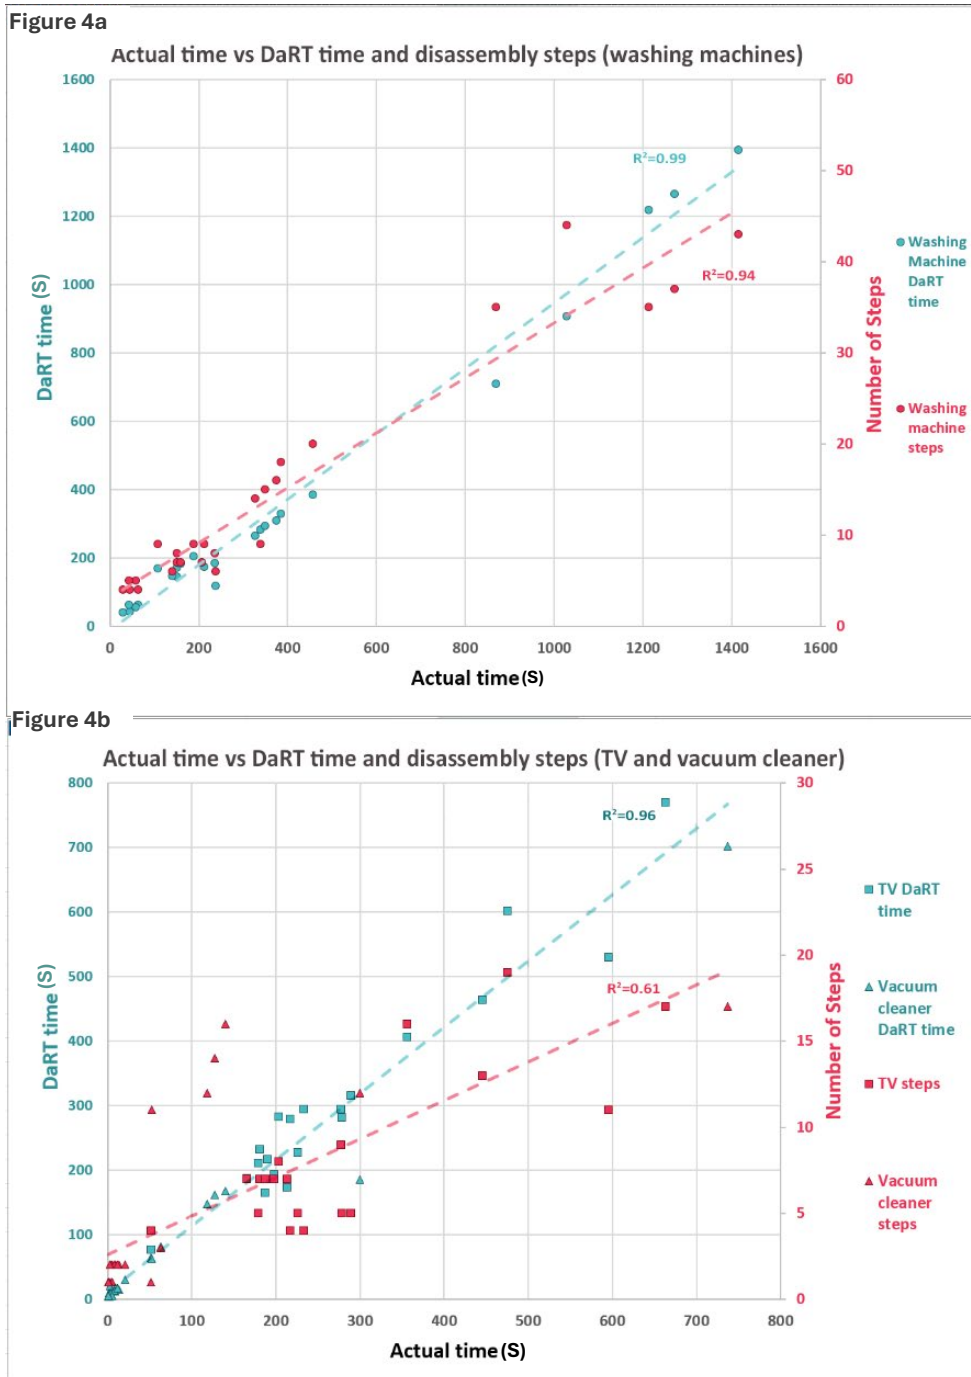 Figure 4a
Actual time vs DaRT time and disassembly steps (washing machines)
1600
1400
1200
1000
800
600
400
200
0
DaRT time (S)
60
50
40
30
20
10
0
Number of Steps
R²=0.99
R²=0.94
Washing
Machine
DaRT
time
Washing
machine
steps
0 200 400 600 800 1000 1200 1400 1600
Actual time (S)
Figure 4b
Actual time vs DaRT time and disassembly steps (TV and vacuum cleaner)
800
700
600
500
400
300
200
100
0
DaRT time (S)
30
25
20
15
10
5
0
Number of Steps
R²=0.96
R²=0.61
TV DaRT
time
Vacuum
cleaner
DaRT time
TV steps
Vacuum
cleaner
steps
0 100 200 300 400 500 600 700 800
Actual time (S)